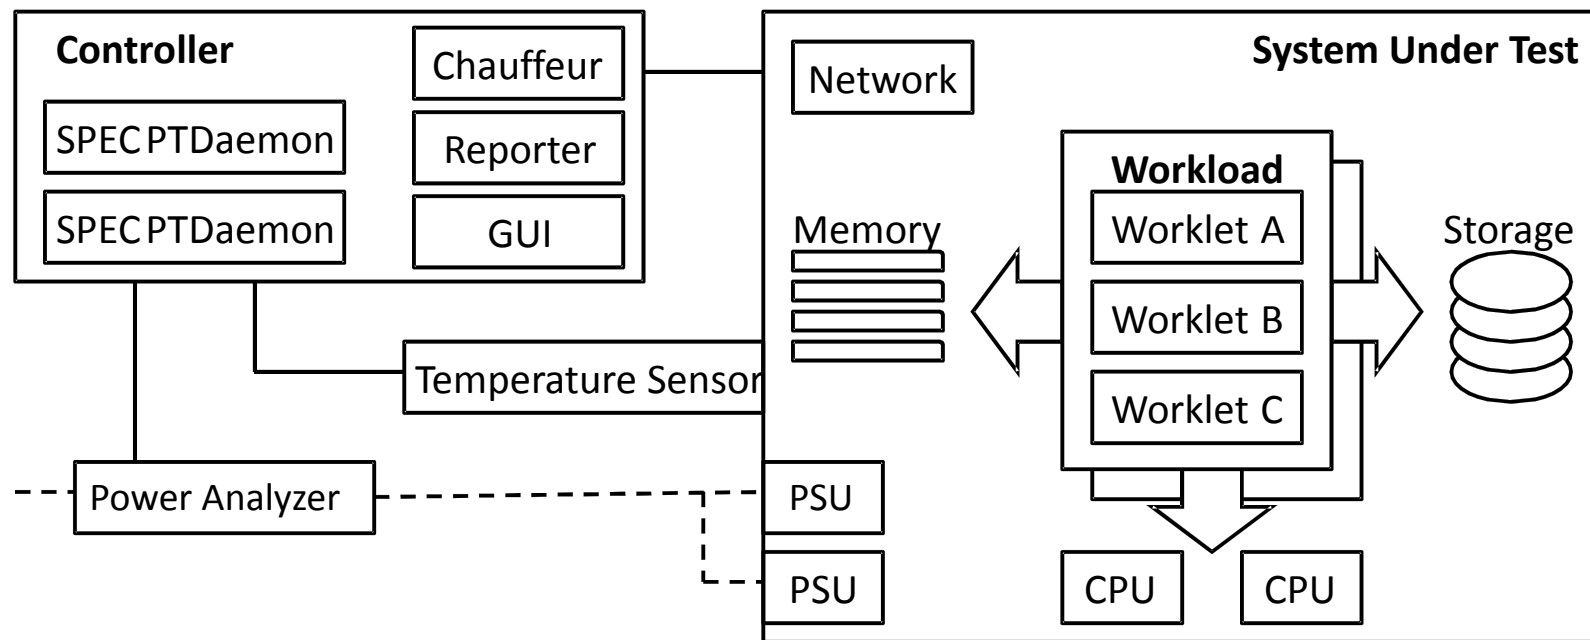 Controller
Chauffeur
SPEC PTDaemon
Reporter
SPEC PTDaemon
GUI
Temperature Sensor
Power Analyzer
System Under Test
Network
Workload
Memory
Worklet A
Storage
Worklet B
Worklet C
PSU
PSU
CPU
CPU